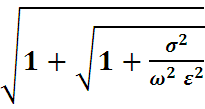 √(1 + √(1 + σ²/(ω² ε²)))